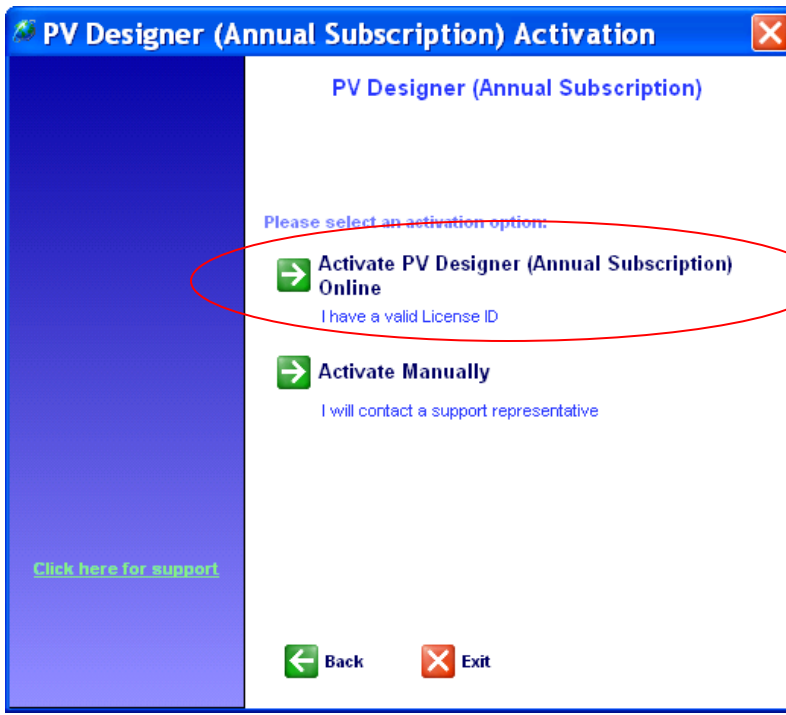 PV Designer (Annual Subscription) Activation
PV Designer (Annual Subscription)
Please select an activation option:
Activate PV Designer (Annual Subscription)
Online
I have a valid License ID
Activate Manually
I will contact a support representative
Click here for support
Back
Exit